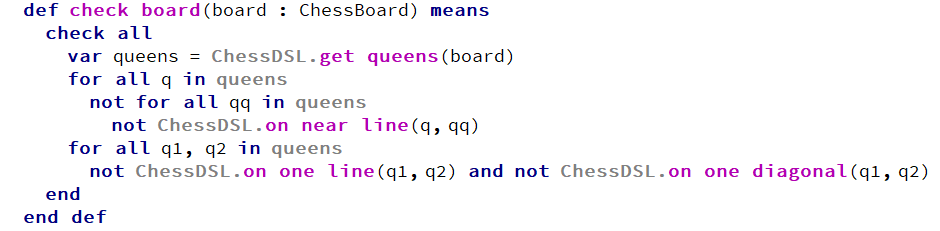 def check board(board : ChessBoard) means
check all
var queens = ChessDSL.get queens(board)
for all q in queens
not for all qq in queens
not ChessDSL.on near line(q, qq)
for all q1, q2 in queens
not ChessDSL.on one line(q1, q2) and not ChessDSL.on one diagonal(q1, q2)
end
end def